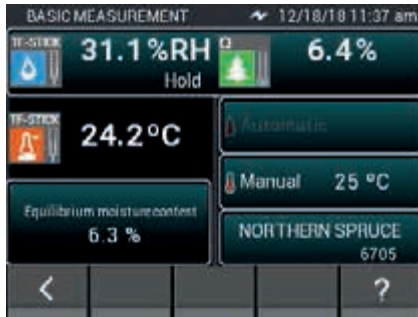 BASIC MEASUREMENT 12/18/18 11:37 am
TF-STICK 31.1%RH Ω 6.4%
Hold
TF-STICK 24.2°C Automatic
Manual 25 ºC
Equilibrium moisture content
6.3 %
NORTHERN SPRUCE
6705
< ?